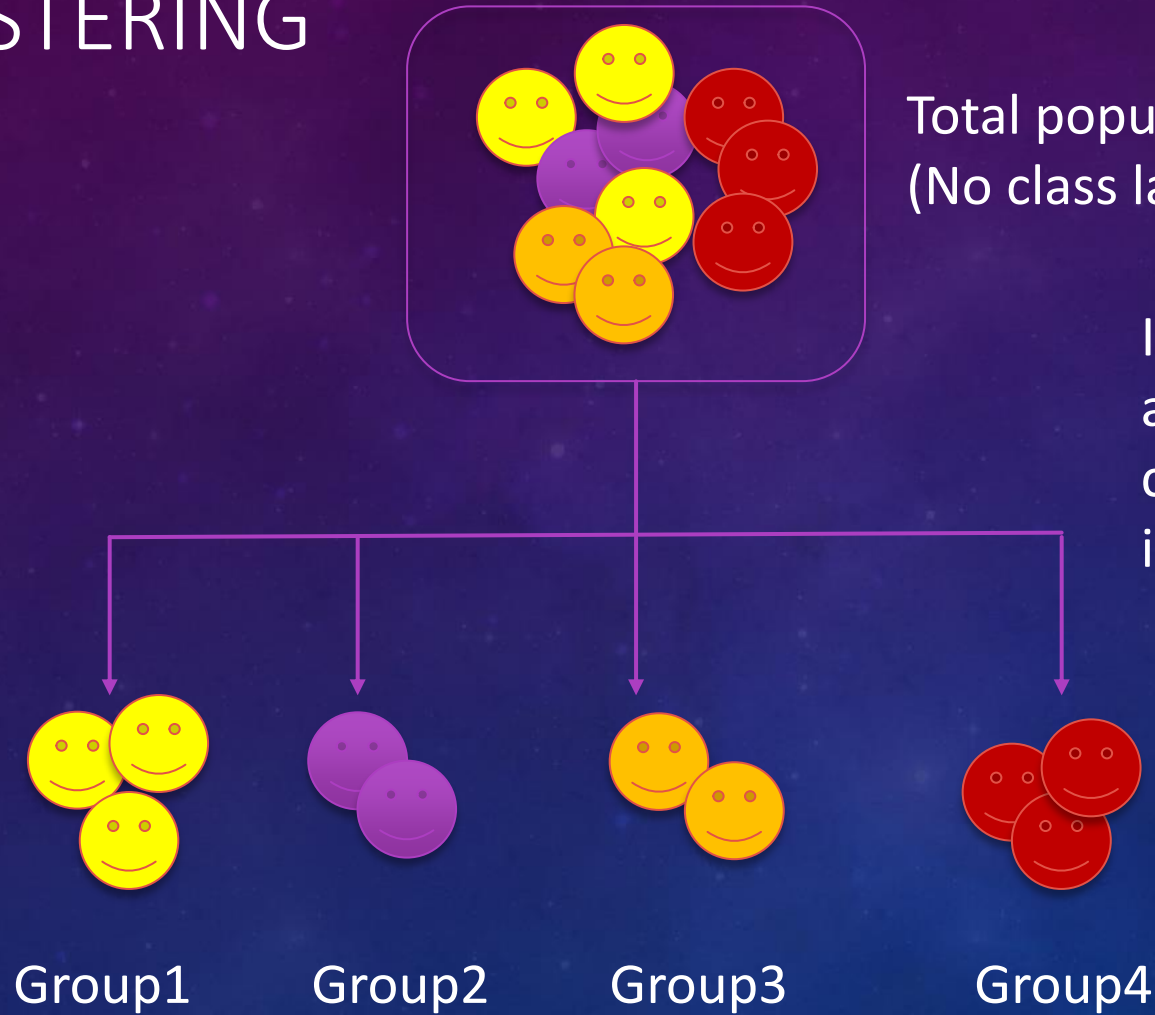 STERING
Total popu
(No class la
Group1
Group2
Group3
Group4